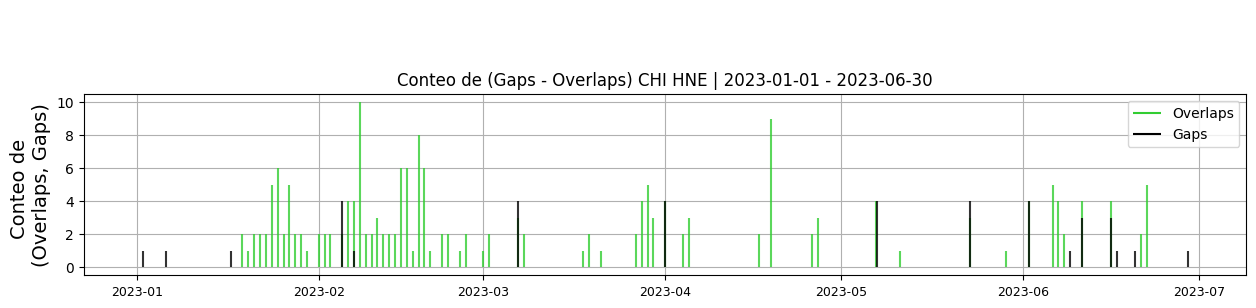 Conteo de (Gaps - Overlaps) CHI HNE | 2023-01-01 - 2023-06-30
Conteo de
(Overlaps, Gaps)
10
8
6
4
2
0
Overlaps
Gaps
2023-01
2023-02
2023-03
2023-04
2023-05
2023-06
2023-07